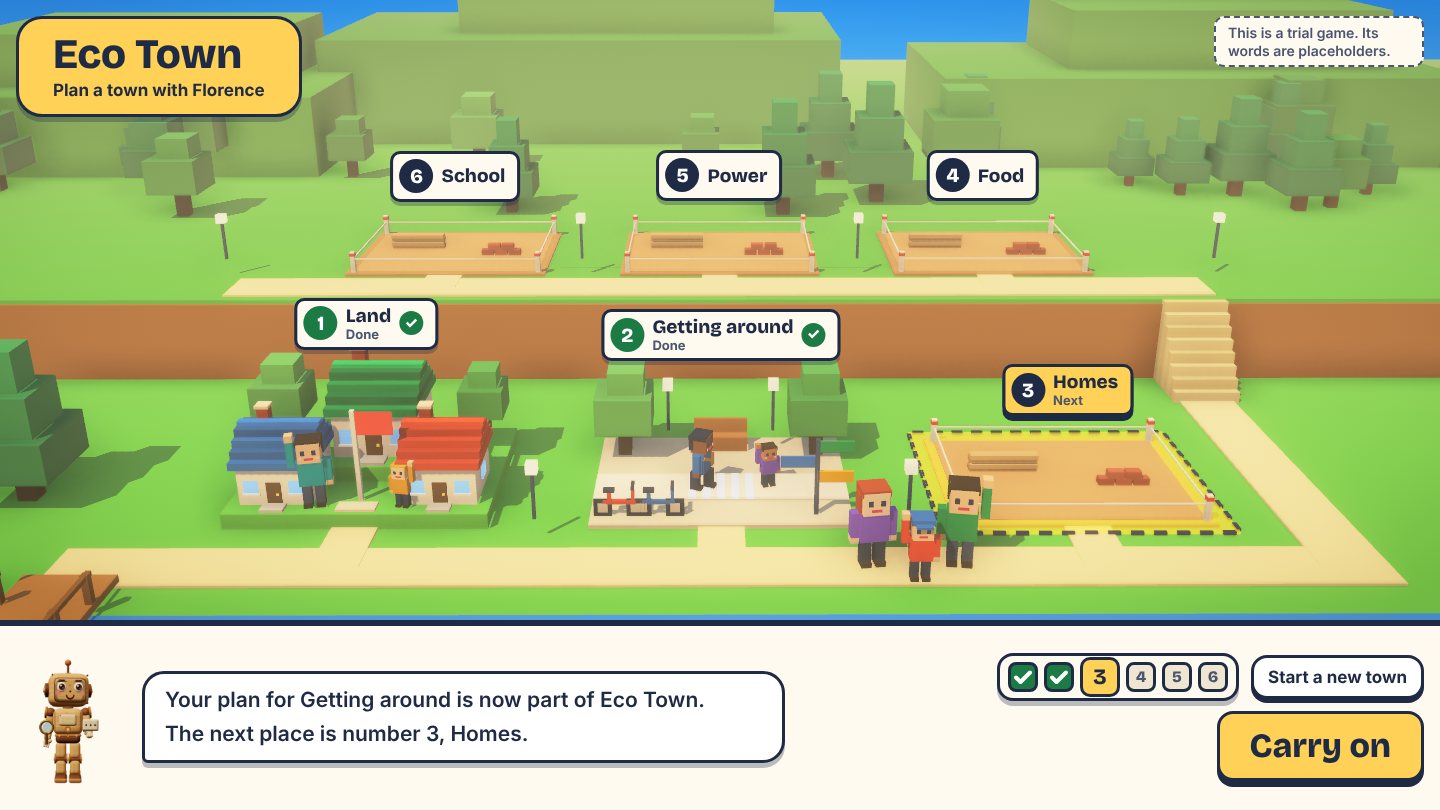 Eco Town
Plan a town with Florence
This is a trial game. Its
words are placeholders.
6 School
5 Power
4 Food
1 Land
Done
2 Getting around
Done
3 Homes
Next
Your plan for Getting around is now part of Eco Town.
The next place is number 3, Homes.
3 4 5 6
Start a new town
Carry on